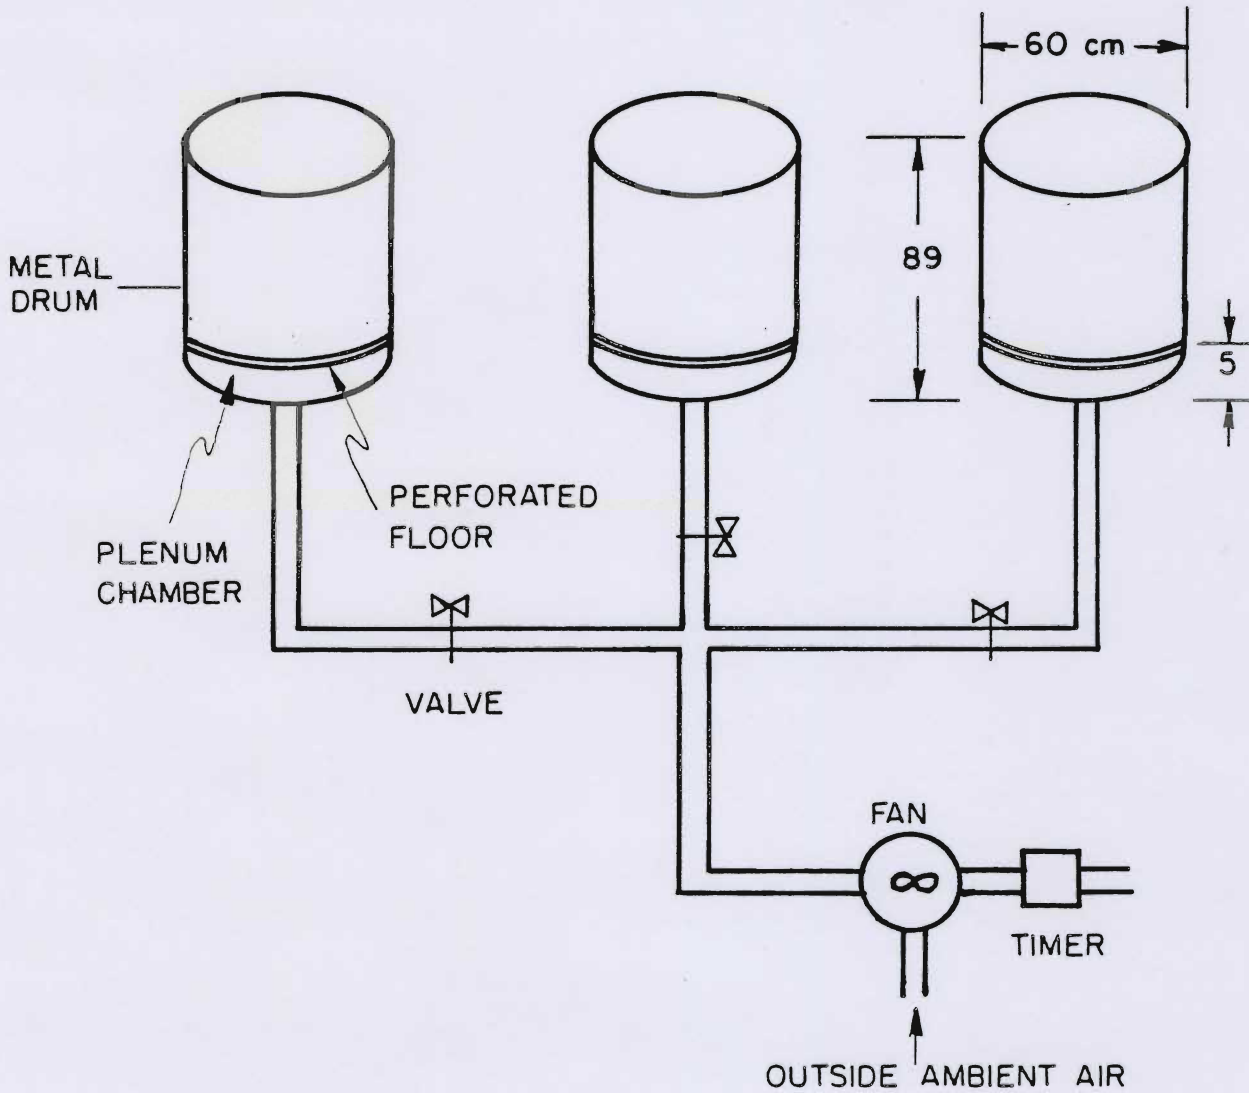 60 cm
METAL
DRUM
89
5
PERFORATED
FLOOR
PLENUM
CHAMBER
VALVE
FAN
TIMER
OUTSIDE AMBIENT AIR